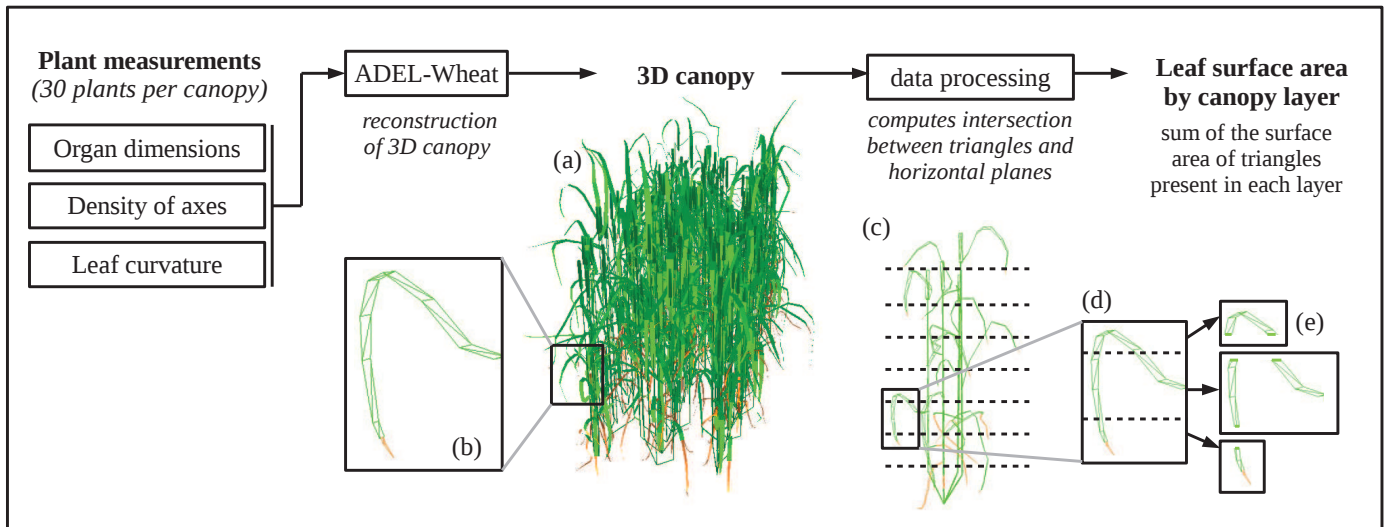 Plant measurements
(30 plants per canopy)
Organ dimensions
Density of axes
Leaf curvature
ADEL-Wheat
reconstruction
of 3D canopy
3D canopy
data processing
computes intersection
between triangles and
horizontal planes
Leaf surface area
by canopy layer
sum of the surface
area of triangles
present in each layer
(a)
(b)
(c)
(d)
(e)